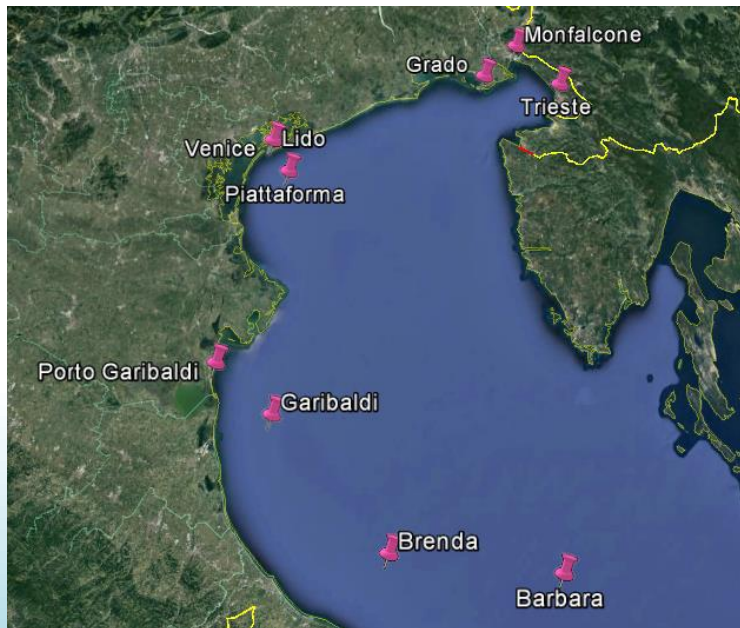 Monfalcone
Grado
Trieste
Venice
Lido
Piattaforma
Porto Garibaldi
Garibaldi
Brenda
Barbara